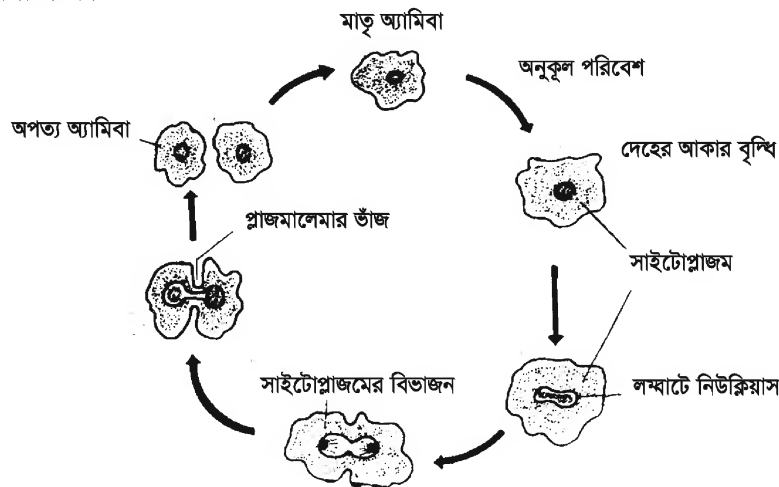 মাতৃ অ্যামিবা
অনুকূল পরিবেশ
অপত্য অ্যামিবা
দেহের আকার বৃদ্ধি
প্লাজমালেমার ভাঁজ
সাইটোপ্লাজম
সাইটোপ্লাজমের বিভাজন
লম্বাটে নিউক্লিয়াস